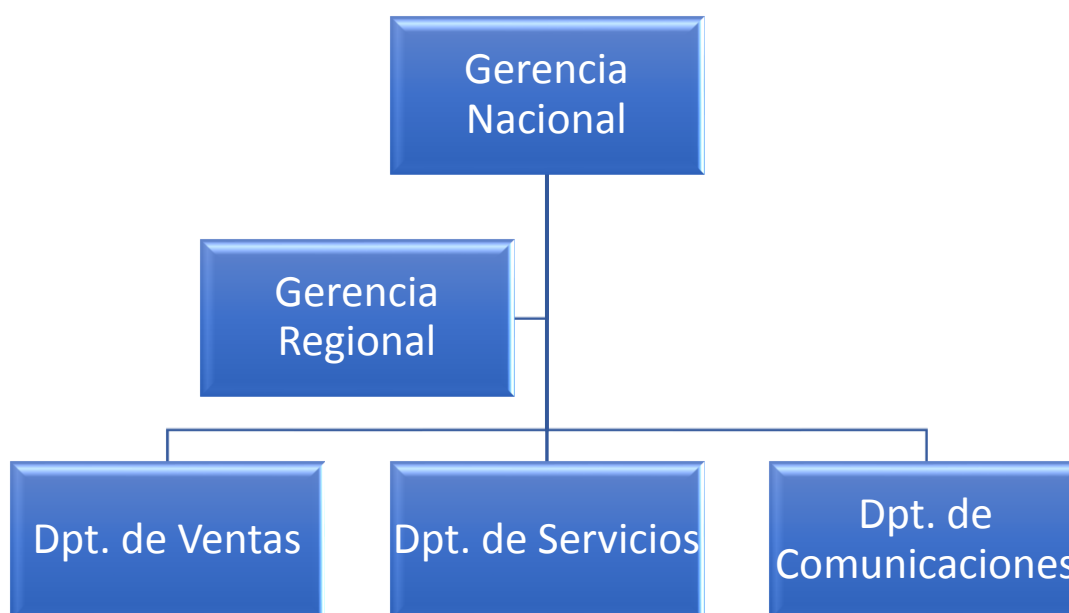 Gerencia
Nacional
Gerencia
Regional
Dpt. de Ventas
Dpt. de Servicios
Dpt. de
Comunicaciones